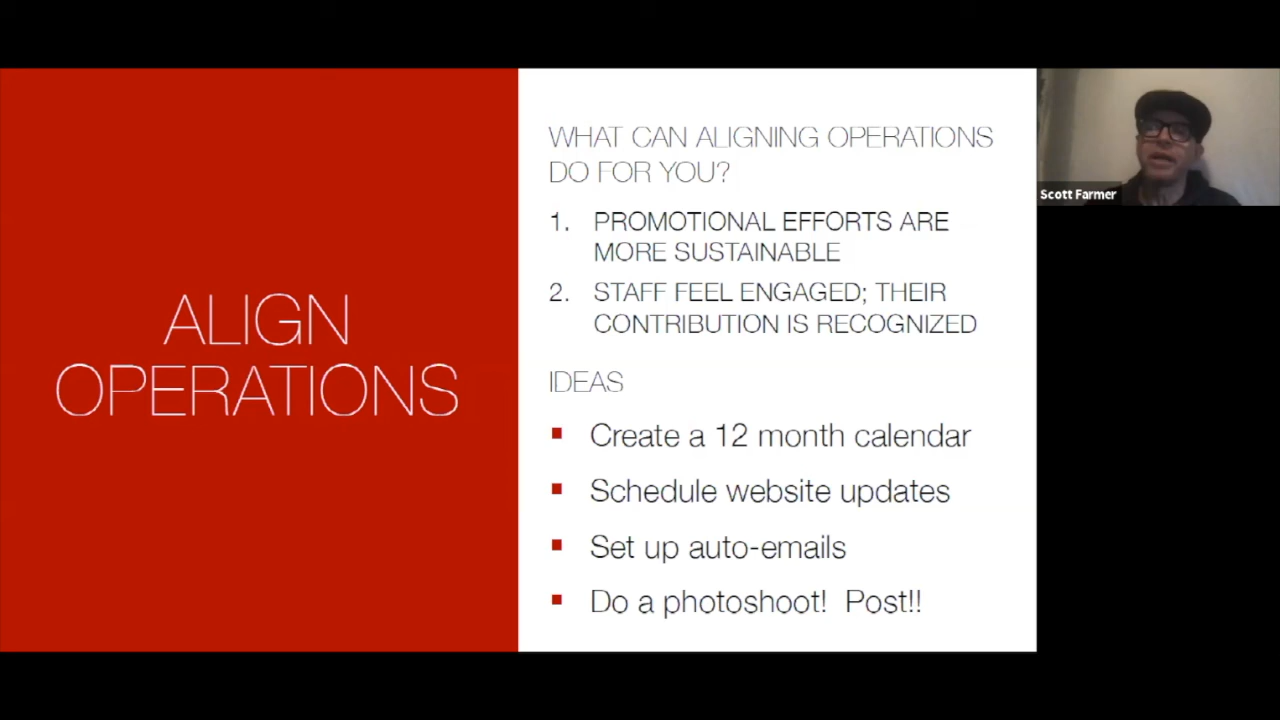 ALIGN
OPERATIONS
WHAT CAN ALIGNING OPERATIONS
DO FOR YOU?
1. PROMOTIONAL EFFORTS ARE
MORE SUSTAINABLE
2. STAFF FEEL ENGAGED; THEIR
CONTRIBUTION IS RECOGNIZED
IDEAS
▪ Create a 12 month calendar
▪ Schedule website updates
▪ Set up auto-emails
▪ Do a photoshoot! Post!!
Scott Farmer